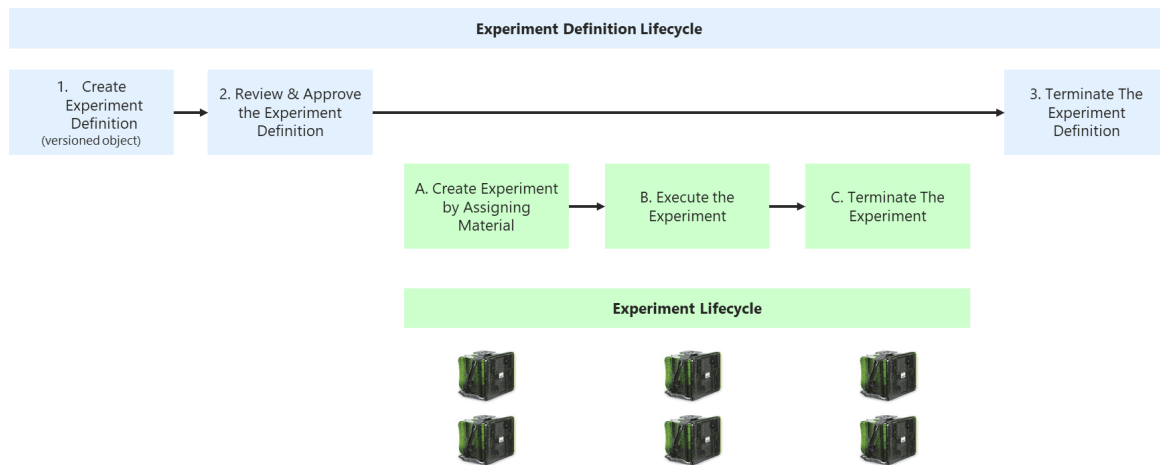 Experiment Definition Lifecycle
1. Create
Experiment
Definition
(versioned object)
2. Review & Approve
the Experiment
Definition
3. Terminate The
Experiment
Definition
A. Create Experiment
by Assigning
Material
B. Execute the
Experiment
C. Terminate The
Experiment
Experiment Lifecycle